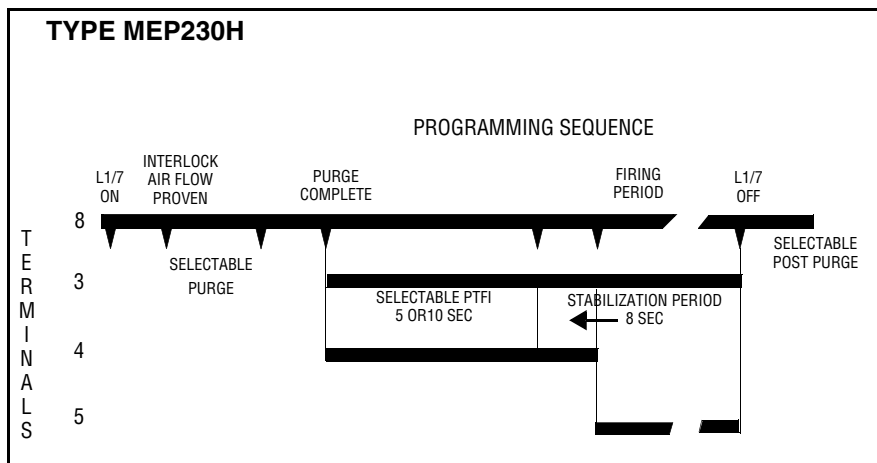 TYPE MEP230H
PROGRAMMING SEQUENCE
L1/7
ON
INTERLOCK
AIR FLOW
PROVEN
PURGE
COMPLETE
FIRING
PERIOD
L1/7
OFF
TERMINALS
8
SELECTABLE
PURGE
SELECTABLE
POST PURGE
3
SELECTABLE PTFI
5 OR10 SEC
STABILIZATION PERIOD
8 SEC
4
5